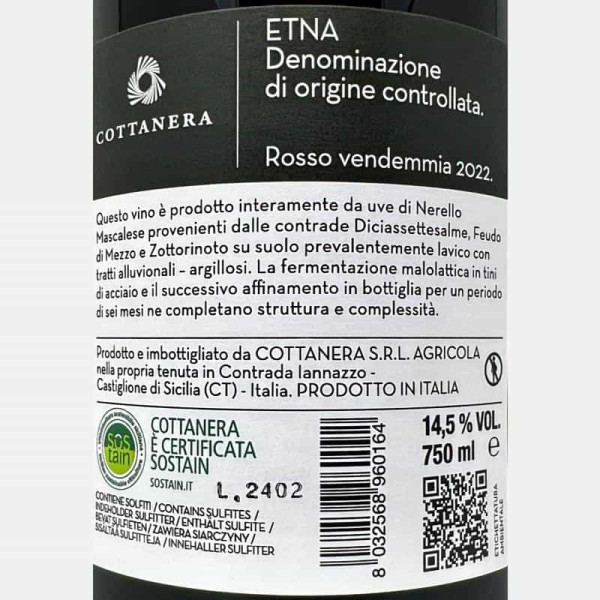 COTTANERA
ETNA
Denominazione
di origine controllata.
Rosso vendemmia 2022.
Questo vino è prodotto interamente da uve di Nerello
Mascalese provenienti dalle contrade Diciassettesalme, Feudo
di Mezzo e Zottorinoto su suolo prevalentemente lavico con
tratti alluvionali – argillosi. La fermentazione malolattica in tini
di acciaio e il successivo affinamento in bottiglia per un periodo
di sei mesi ne completano struttura e complessità.
Prodotto e imbottigliato da COTTANERA S.R.L. AGRICOLA
nella propria tenuta in Contrada Iannazzo -
Castiglione di Sicilia (CT) - Italia. PRODOTTO IN ITALIA
sos
tain
COTTANERA
È CERTIFICATA
SOSTAIN
SOSTAIN.IT
L.2402
CONTIENE SOLFITI / CONTAINS SULFITES /
INDEHOLDER SULFITTER / ENTHÄLT SULFITE /
BEVAT SULFIETEN / ZAWIERA SIARCZYNY /
SISÄLTÄÄ SULFIITTEJA / INNEHALLER SULFITER
8 032568 960164
14,5 % VOL.
750 ml e
ETICHETTATURA
AMBIENTALE